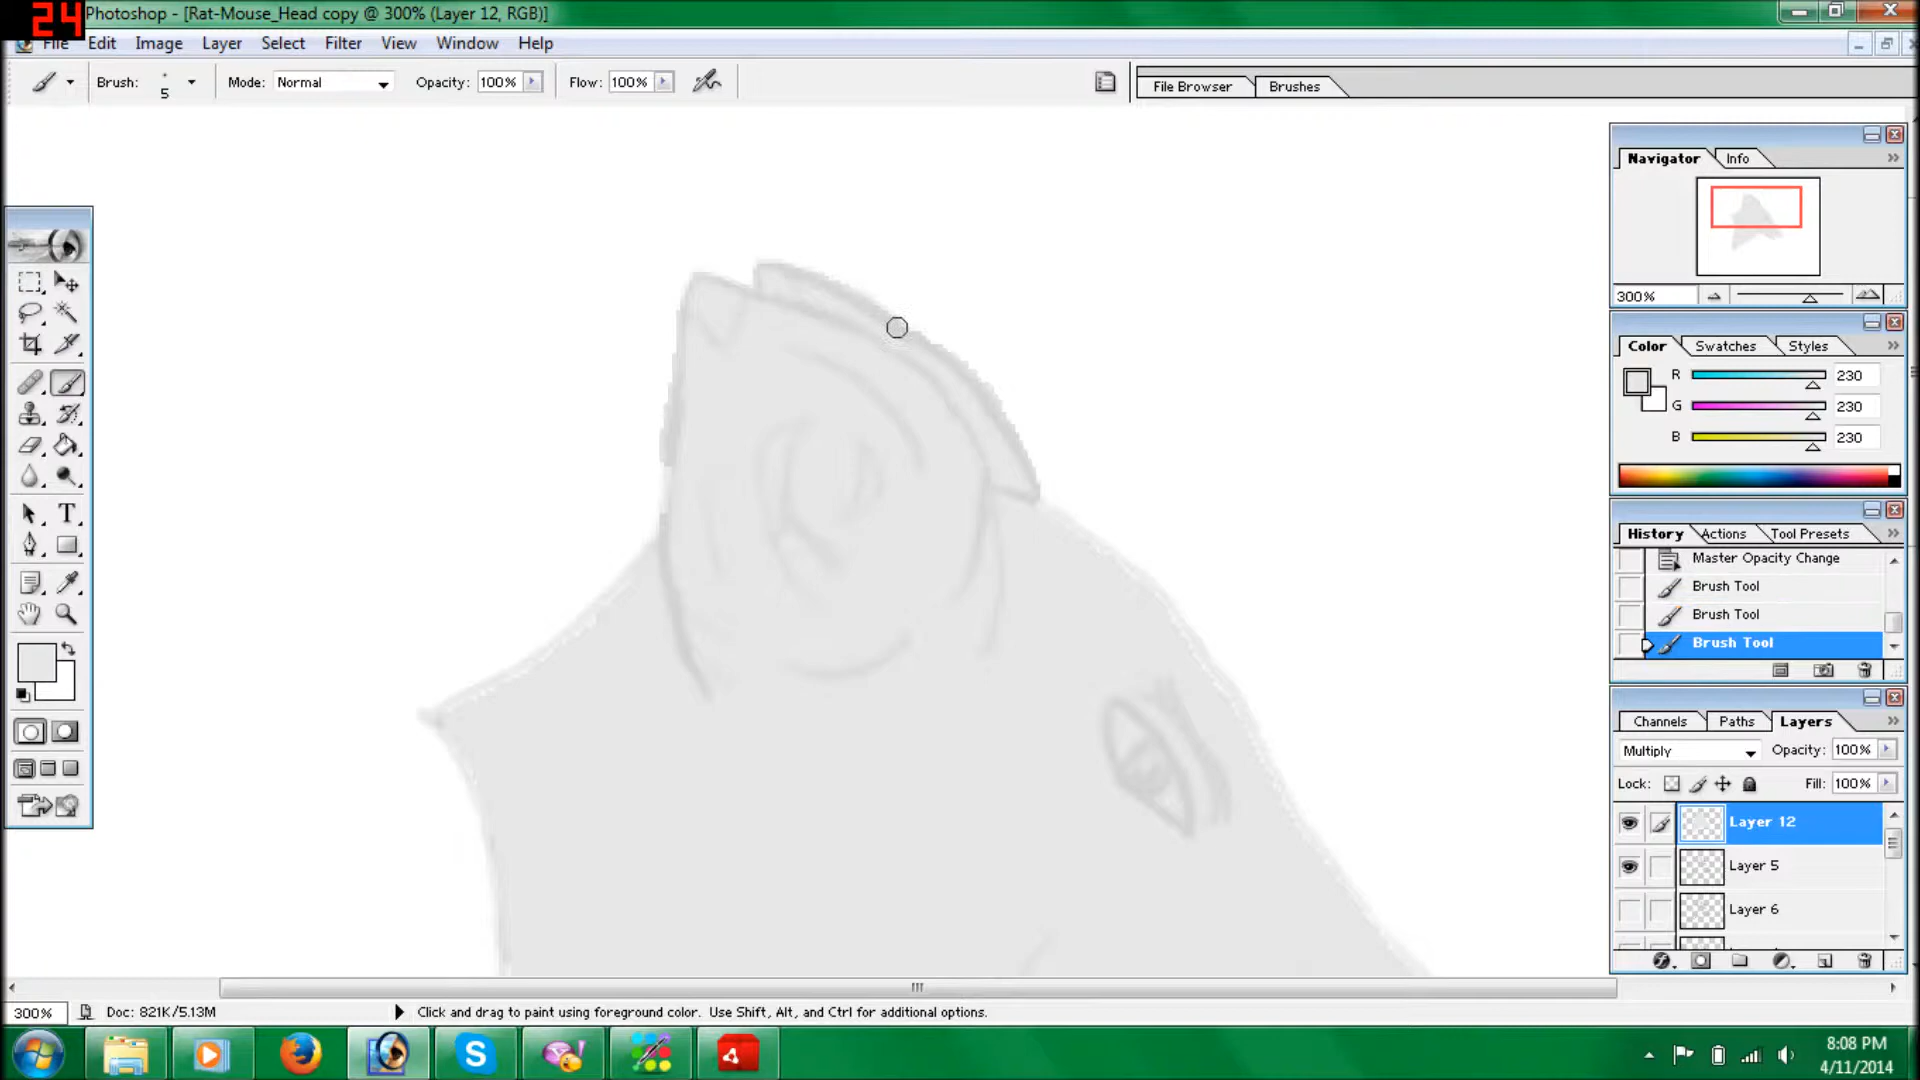 24
Photoshop - [Rat-Mouse_Head copy @ 300% (Layer 12, RGB)]
File Edit Image Layer Select Filter View Window Help
Brush: 5 Mode: Normal Opacity: 100% Flow: 100% File Browser Brushes
Navigator Info
300%
Color Swatches Styles
R 230
G 230
B 230
History Actions Tool Presets
Master Opacity Change
Brush Tool
Brush Tool
Brush Tool
Channels Paths Layers
Multiply Opacity: 100%
Lock: Fill: 100%
Layer 12
Layer 5
Layer 6
300% Doc: 821K/5.13M Click and drag to paint using foreground color. Use Shift, Alt, and Ctrl for additional options.
8:08 PM
4/11/2014